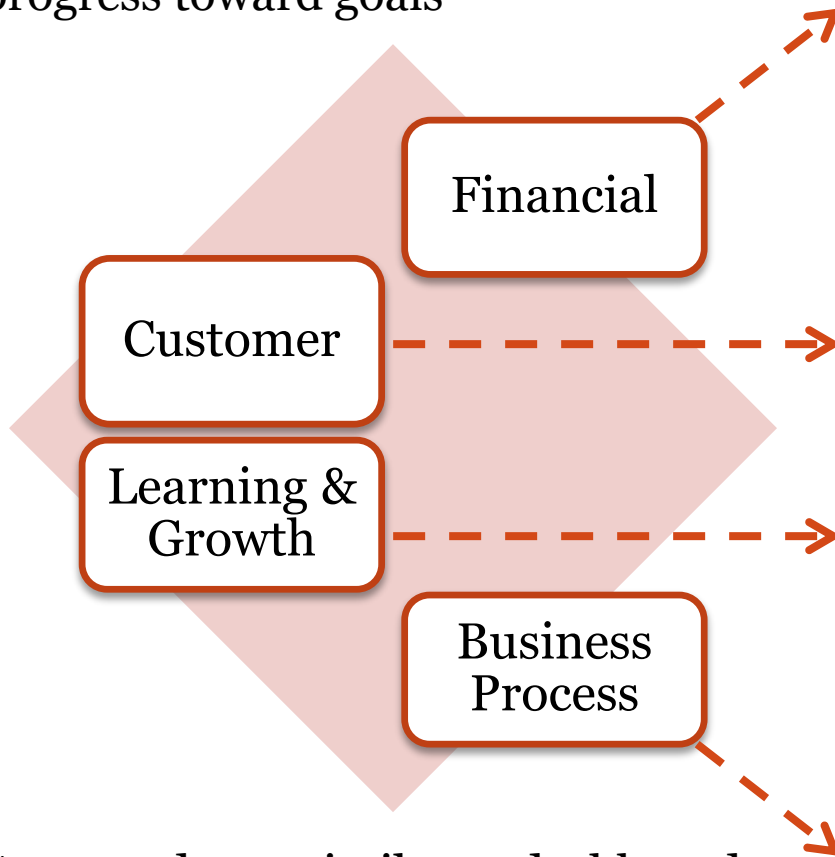 progress toward goals
Financial
Customer
Learning &
Growth
Business
Process